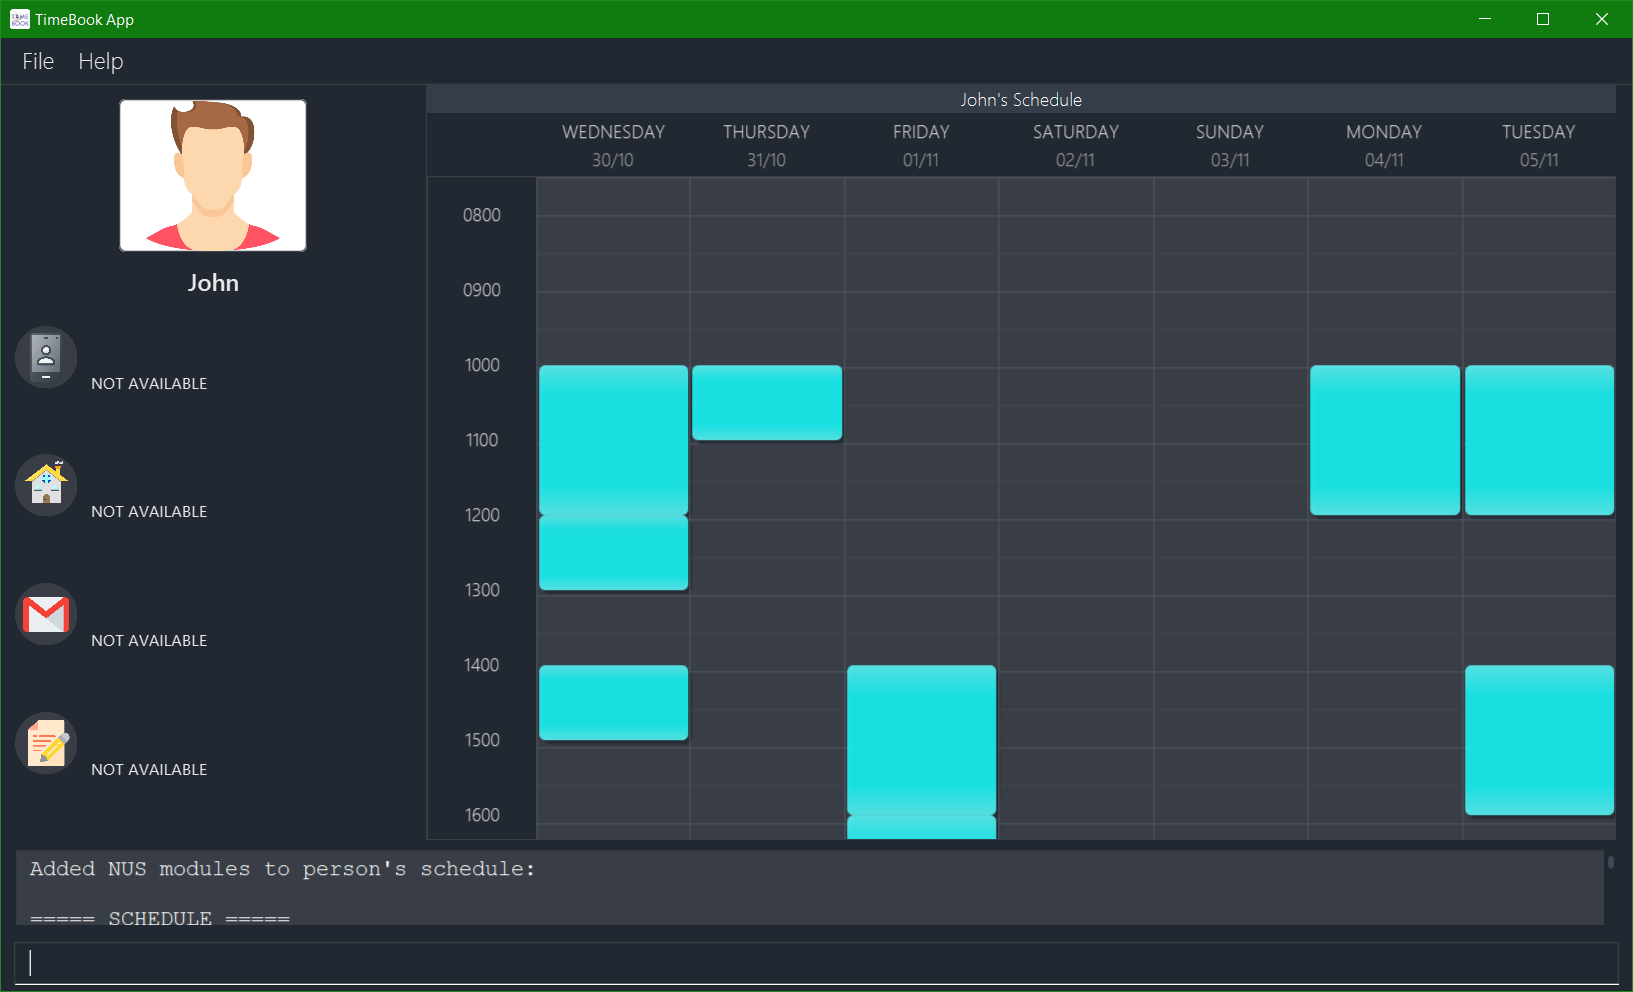 TIME BOOK TimeBook App
File Help
John
NOT AVAILABLE
NOT AVAILABLE
NOT AVAILABLE
NOT AVAILABLE
John's Schedule
WEDNESDAY THURSDAY FRIDAY SATURDAY SUNDAY MONDAY TUESDAY
30/10 31/10 01/11 02/11 03/11 04/11 05/11
0800
0900
1000
1100
1200
1300
1400
1500
1600
Added NUS modules to person's schedule:
===== SCHEDULE =====